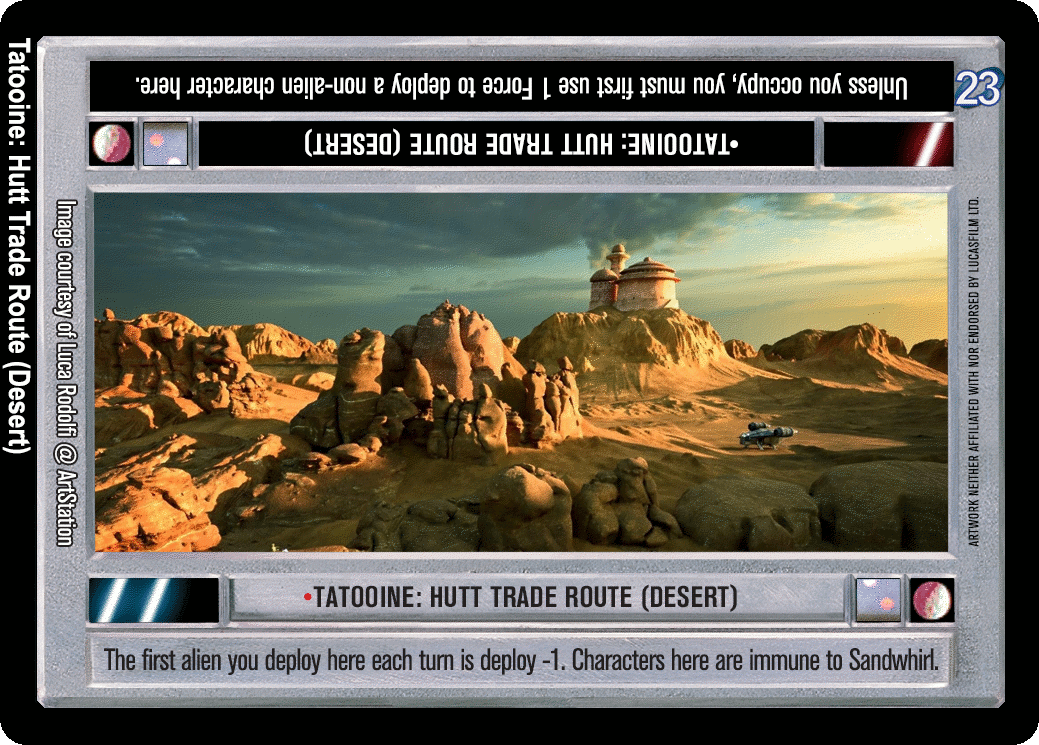 Unless you occupy, you must first use 1 Force to deploy a non-alien character here.
23
•TATOOINE: HUTT TRADE ROUTE (DESERT)
Tatooine: Hutt Trade Route (Desert)
Image courtesy of Luca Rodolfi @ ArtStation
ARTWORK NEITHER AFFILIATED WITH NOR ENDORSED BY LUCASFILM LTD.
•TATOOINE: HUTT TRADE ROUTE (DESERT)
The first alien you deploy here each turn is deploy -1. Characters here are immune to Sandwhirl.